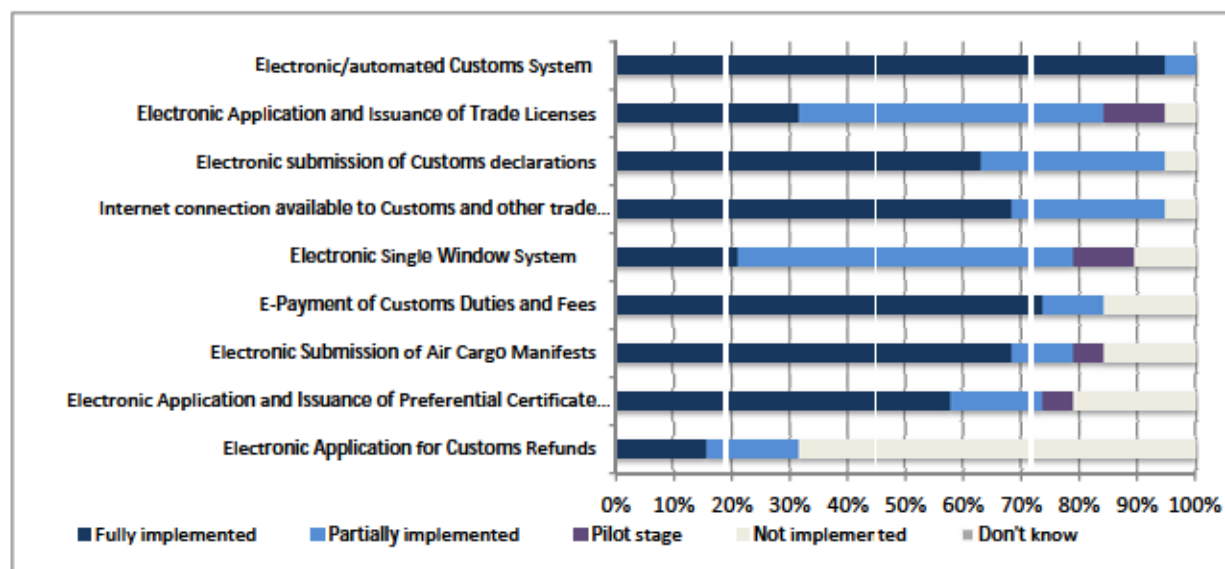 Electronic/automated Customs System
Electronic Application and Issuance of Trade Licenses
Electronic submission of Customs declarations
Internet connection available to Customs and other trade...
Electronic Single Window System
E-Payment of Customs Duties and Fees
Electronic Submission of Air Cargo Manifests
Electronic Application and Issuance of Preferential Certificate...
Electronic Application for Customs Refunds
0% 10% 20% 30% 40% 50% 60% 70% 80% 90% 100%
Fully implemented Partially implemented Pilot stage Not implemented Don't know